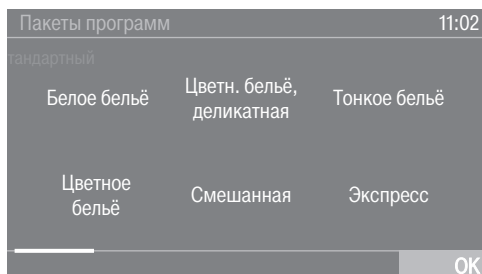 Пакеты программ 11:02
тандартный
Белое бельё
Цветн. бельё,
деликатная
Тонкое бельё
Цветное
бельё
Смешанная
Экспресс
OK